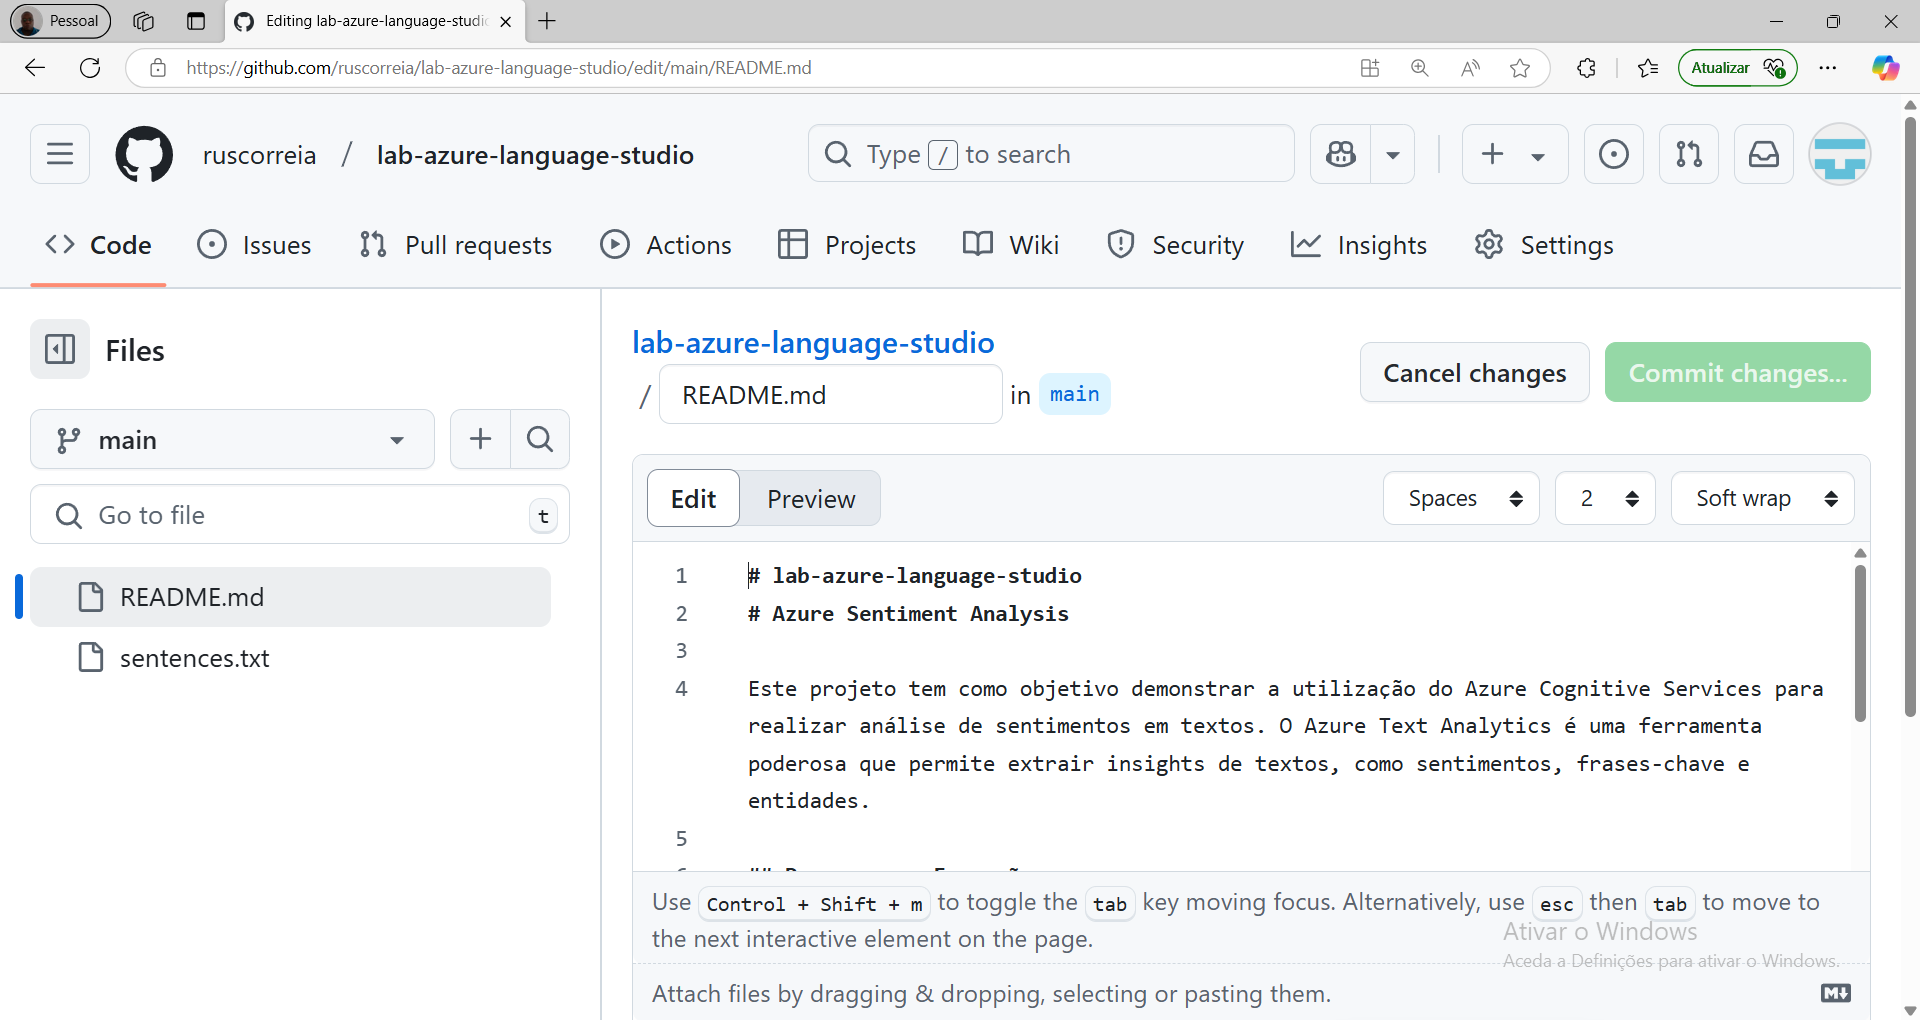 Pessoal
Editing lab-azure-language-studio
https://github.com/ruscorreia/lab-azure-language-studio/edit/main/README.md
Atualizar
ruscorreia / lab-azure-language-studio
Type / to search
Code
Issues
Pull requests
Actions
Projects
Wiki
Security
Insights
Settings
Files
main
Go to file
t
README.md
sentences.txt
lab-azure-language-studio
/ README.md in main
Cancel changes
Commit changes...
Edit
Preview
Spaces
2
Soft wrap
1 # lab-azure-language-studio
2 # Azure Sentiment Analysis
3
4 Este projeto tem como objetivo demonstrar a utilização do Azure Cognitive Services para
realizar análise de sentimentos em textos. O Azure Text Analytics é uma ferramenta
poderosa que permite extrair insights de textos, como sentimentos, frases-chave e
entidades.
5
Use Control + Shift + m to toggle the tab key moving focus. Alternatively, use esc then tab to move to
the next interactive element on the page.
Ativar o Windows
Aceda a Definições para ativar o Windows.
Attach files by dragging & dropping, selecting or pasting them.